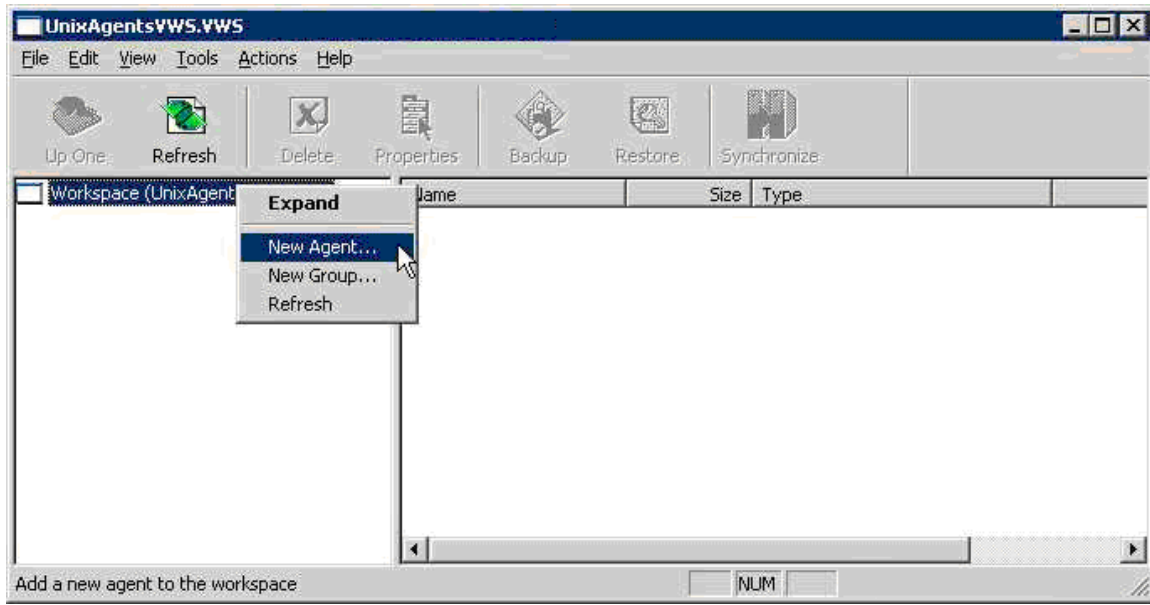 UnixAgentsVWS.VWS
File Edit View Tools Actions Help
Up One Refresh Delete Properties Backup Restore Synchronize
Workspace (UnixAgent
Name Size Type
Expand
New Agent...
New Group...
Refresh
Add a new agent to the workspace NUM